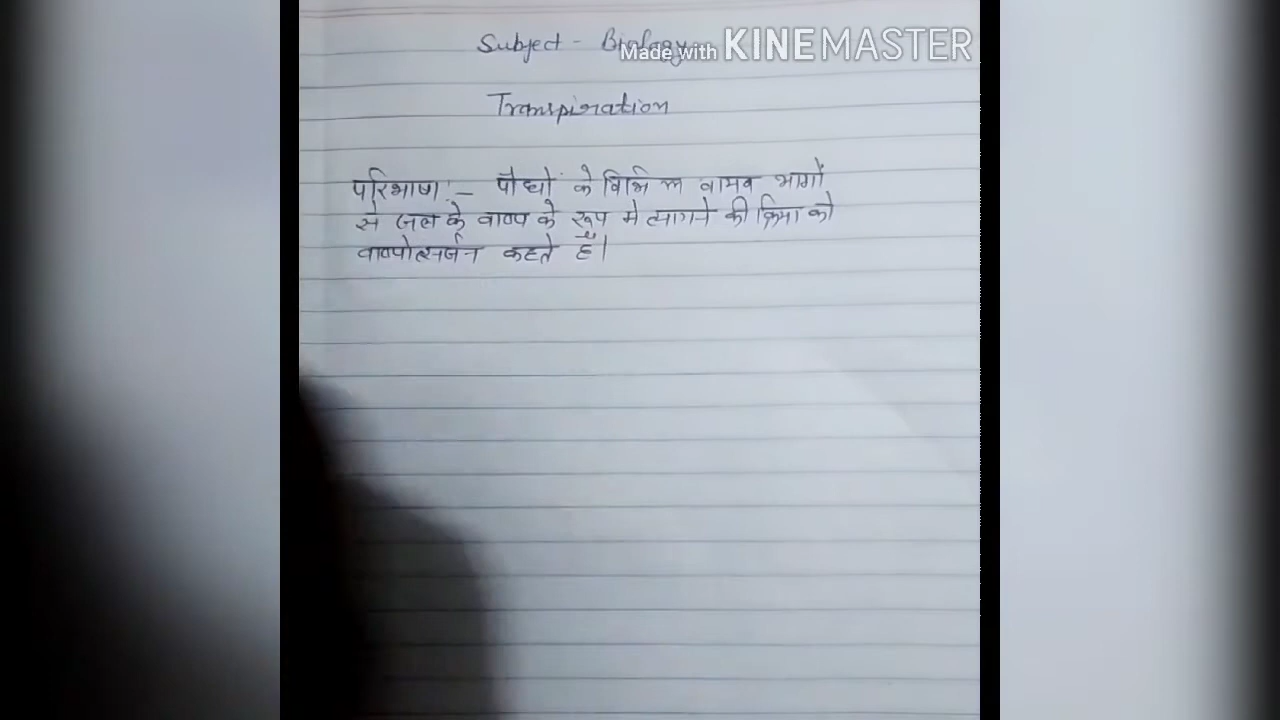 Subject - Biology
Made with KINEMASTER
Transpiration
परिभाषा :- पौधों के विभिन्न वायव भागों
से जल के वाष्प के रूप मे त्यागने की क्रिया को
वाष्पोत्सर्जन कहते हैं।